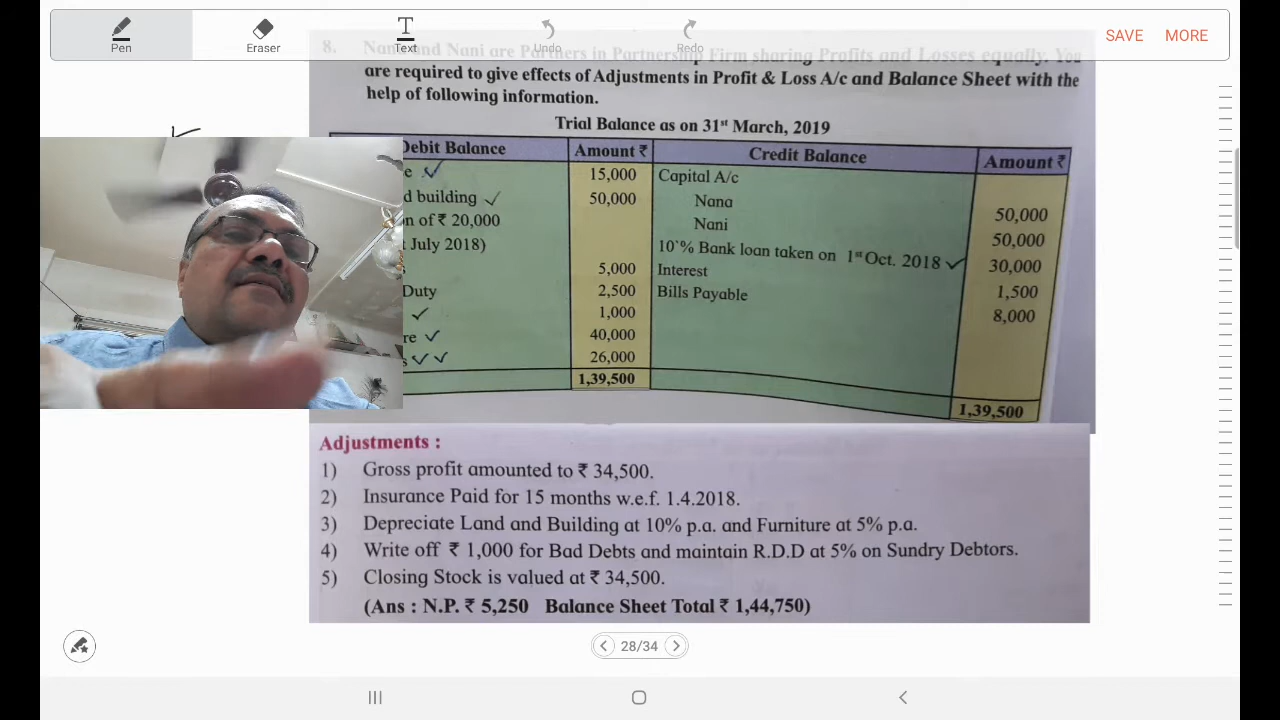 Pen
Eraser
T
Text
Undo
Redo
SAVE
MORE
8. Nana and Nani are Partners in Partnership Firm sharing Profits and Losses equally. You
are required to give effects of Adjustments in Profit & Loss A/c and Balance Sheet with the
help of following information.
Trial Balance as on 31st March, 2019
Debit Balance Amount ₹ Credit Balance Amount ₹
e 15,000 Capital A/c
d building 50,000 Nana 50,000
n of ₹ 20,000 Nani 50,000
July 2018) 10`% Bank loan taken on 1st Oct. 2018 30,000
5,000 Interest 1,500
Duty 2,500 Bills Payable 8,000
1,000
re 40,000
s 26,000
1,39,500 1,39,500
Adjustments :
1) Gross profit amounted to ₹ 34,500.
2) Insurance Paid for 15 months w.e.f. 1.4.2018.
3) Depreciate Land and Building at 10% p.a. and Furniture at 5% p.a.
4) Write off ₹ 1,000 for Bad Debts and maintain R.D.D at 5% on Sundry Debtors.
5) Closing Stock is valued at ₹ 34,500.
(Ans : N.P. ₹ 5,250 Balance Sheet Total ₹ 1,44,750)
28/34